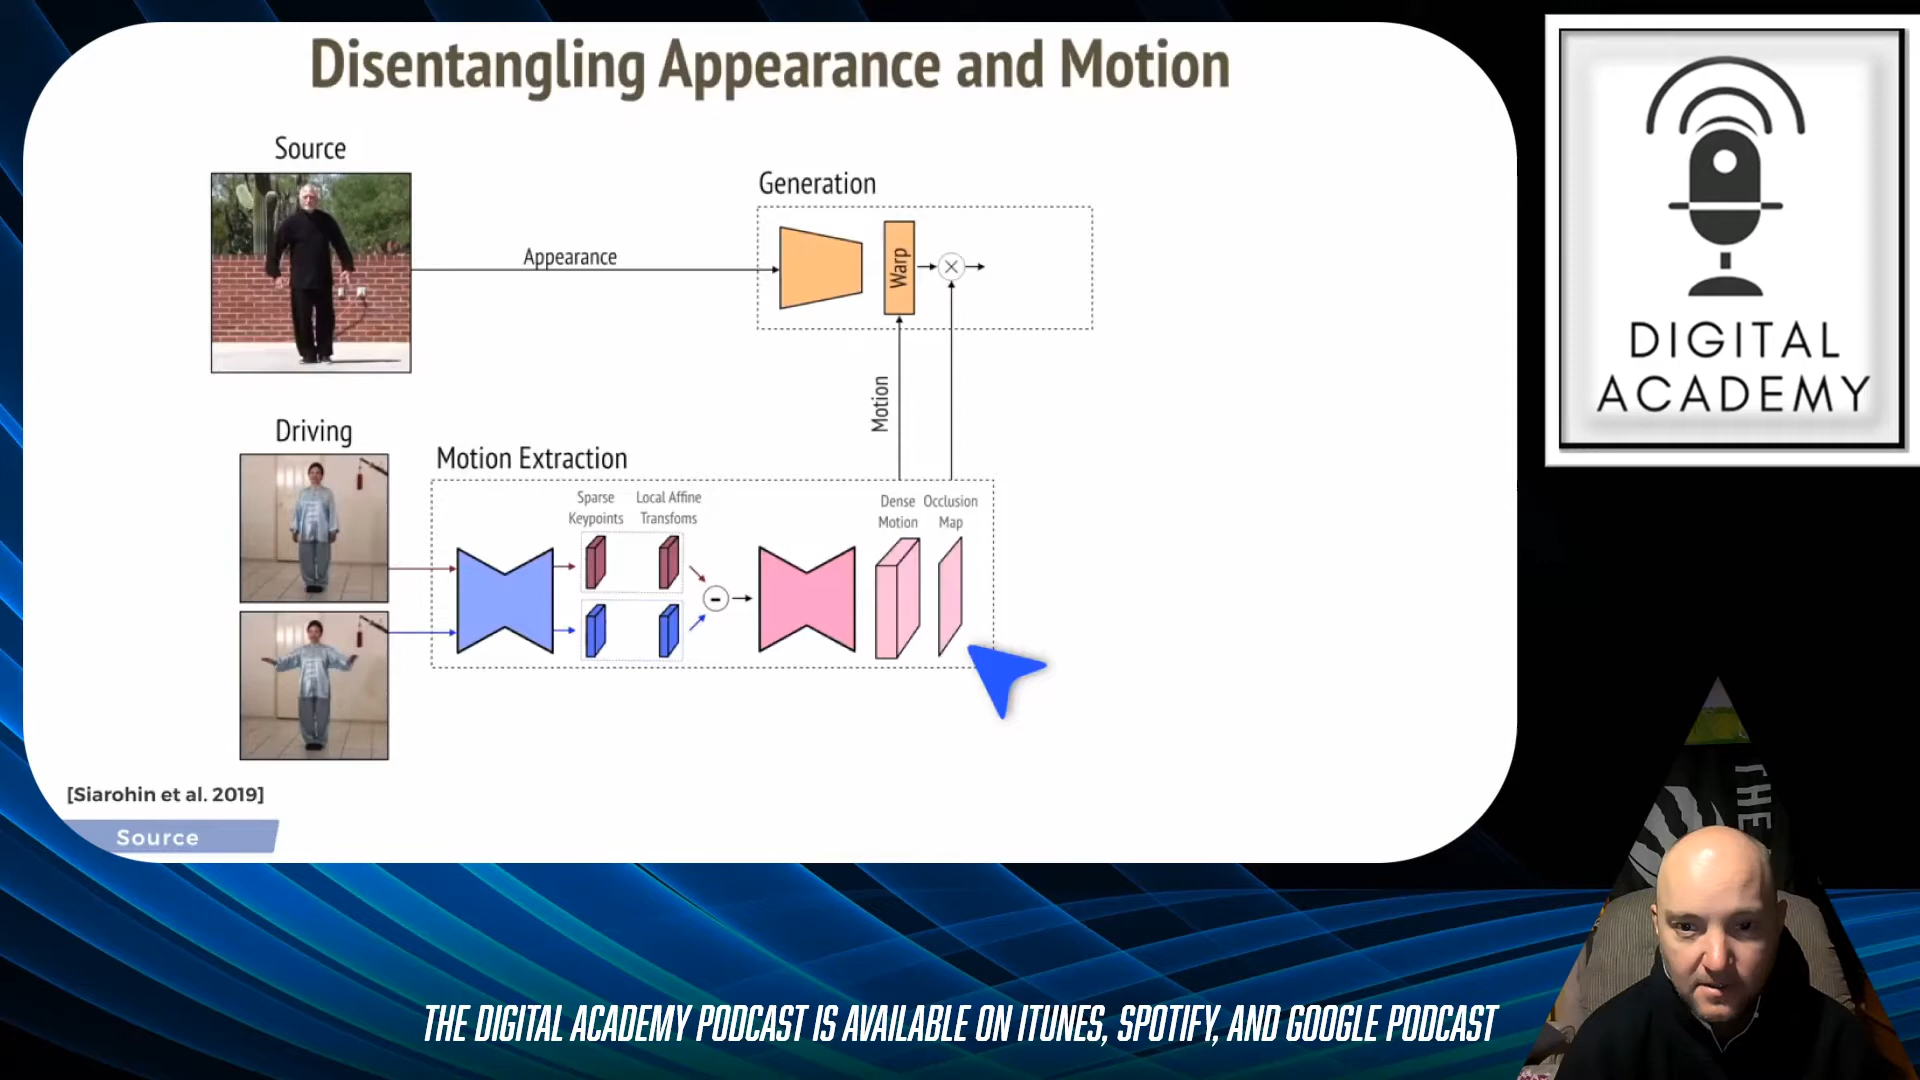 Disentangling Appearance and Motion
Source
Generation
Appearance
Warp
Motion
Driving
Motion Extraction
Sparse
Keypoints
Local Affine
Transfoms
Dense
Motion
Occlusion
Map
[Siarohin et al. 2019]
Source
DIGITAL
ACADEMY
THE
THE DIGITAL ACADEMY PODCAST IS AVAILABLE ON ITUNES, SPOTIFY, AND GOOGLE PODCAST